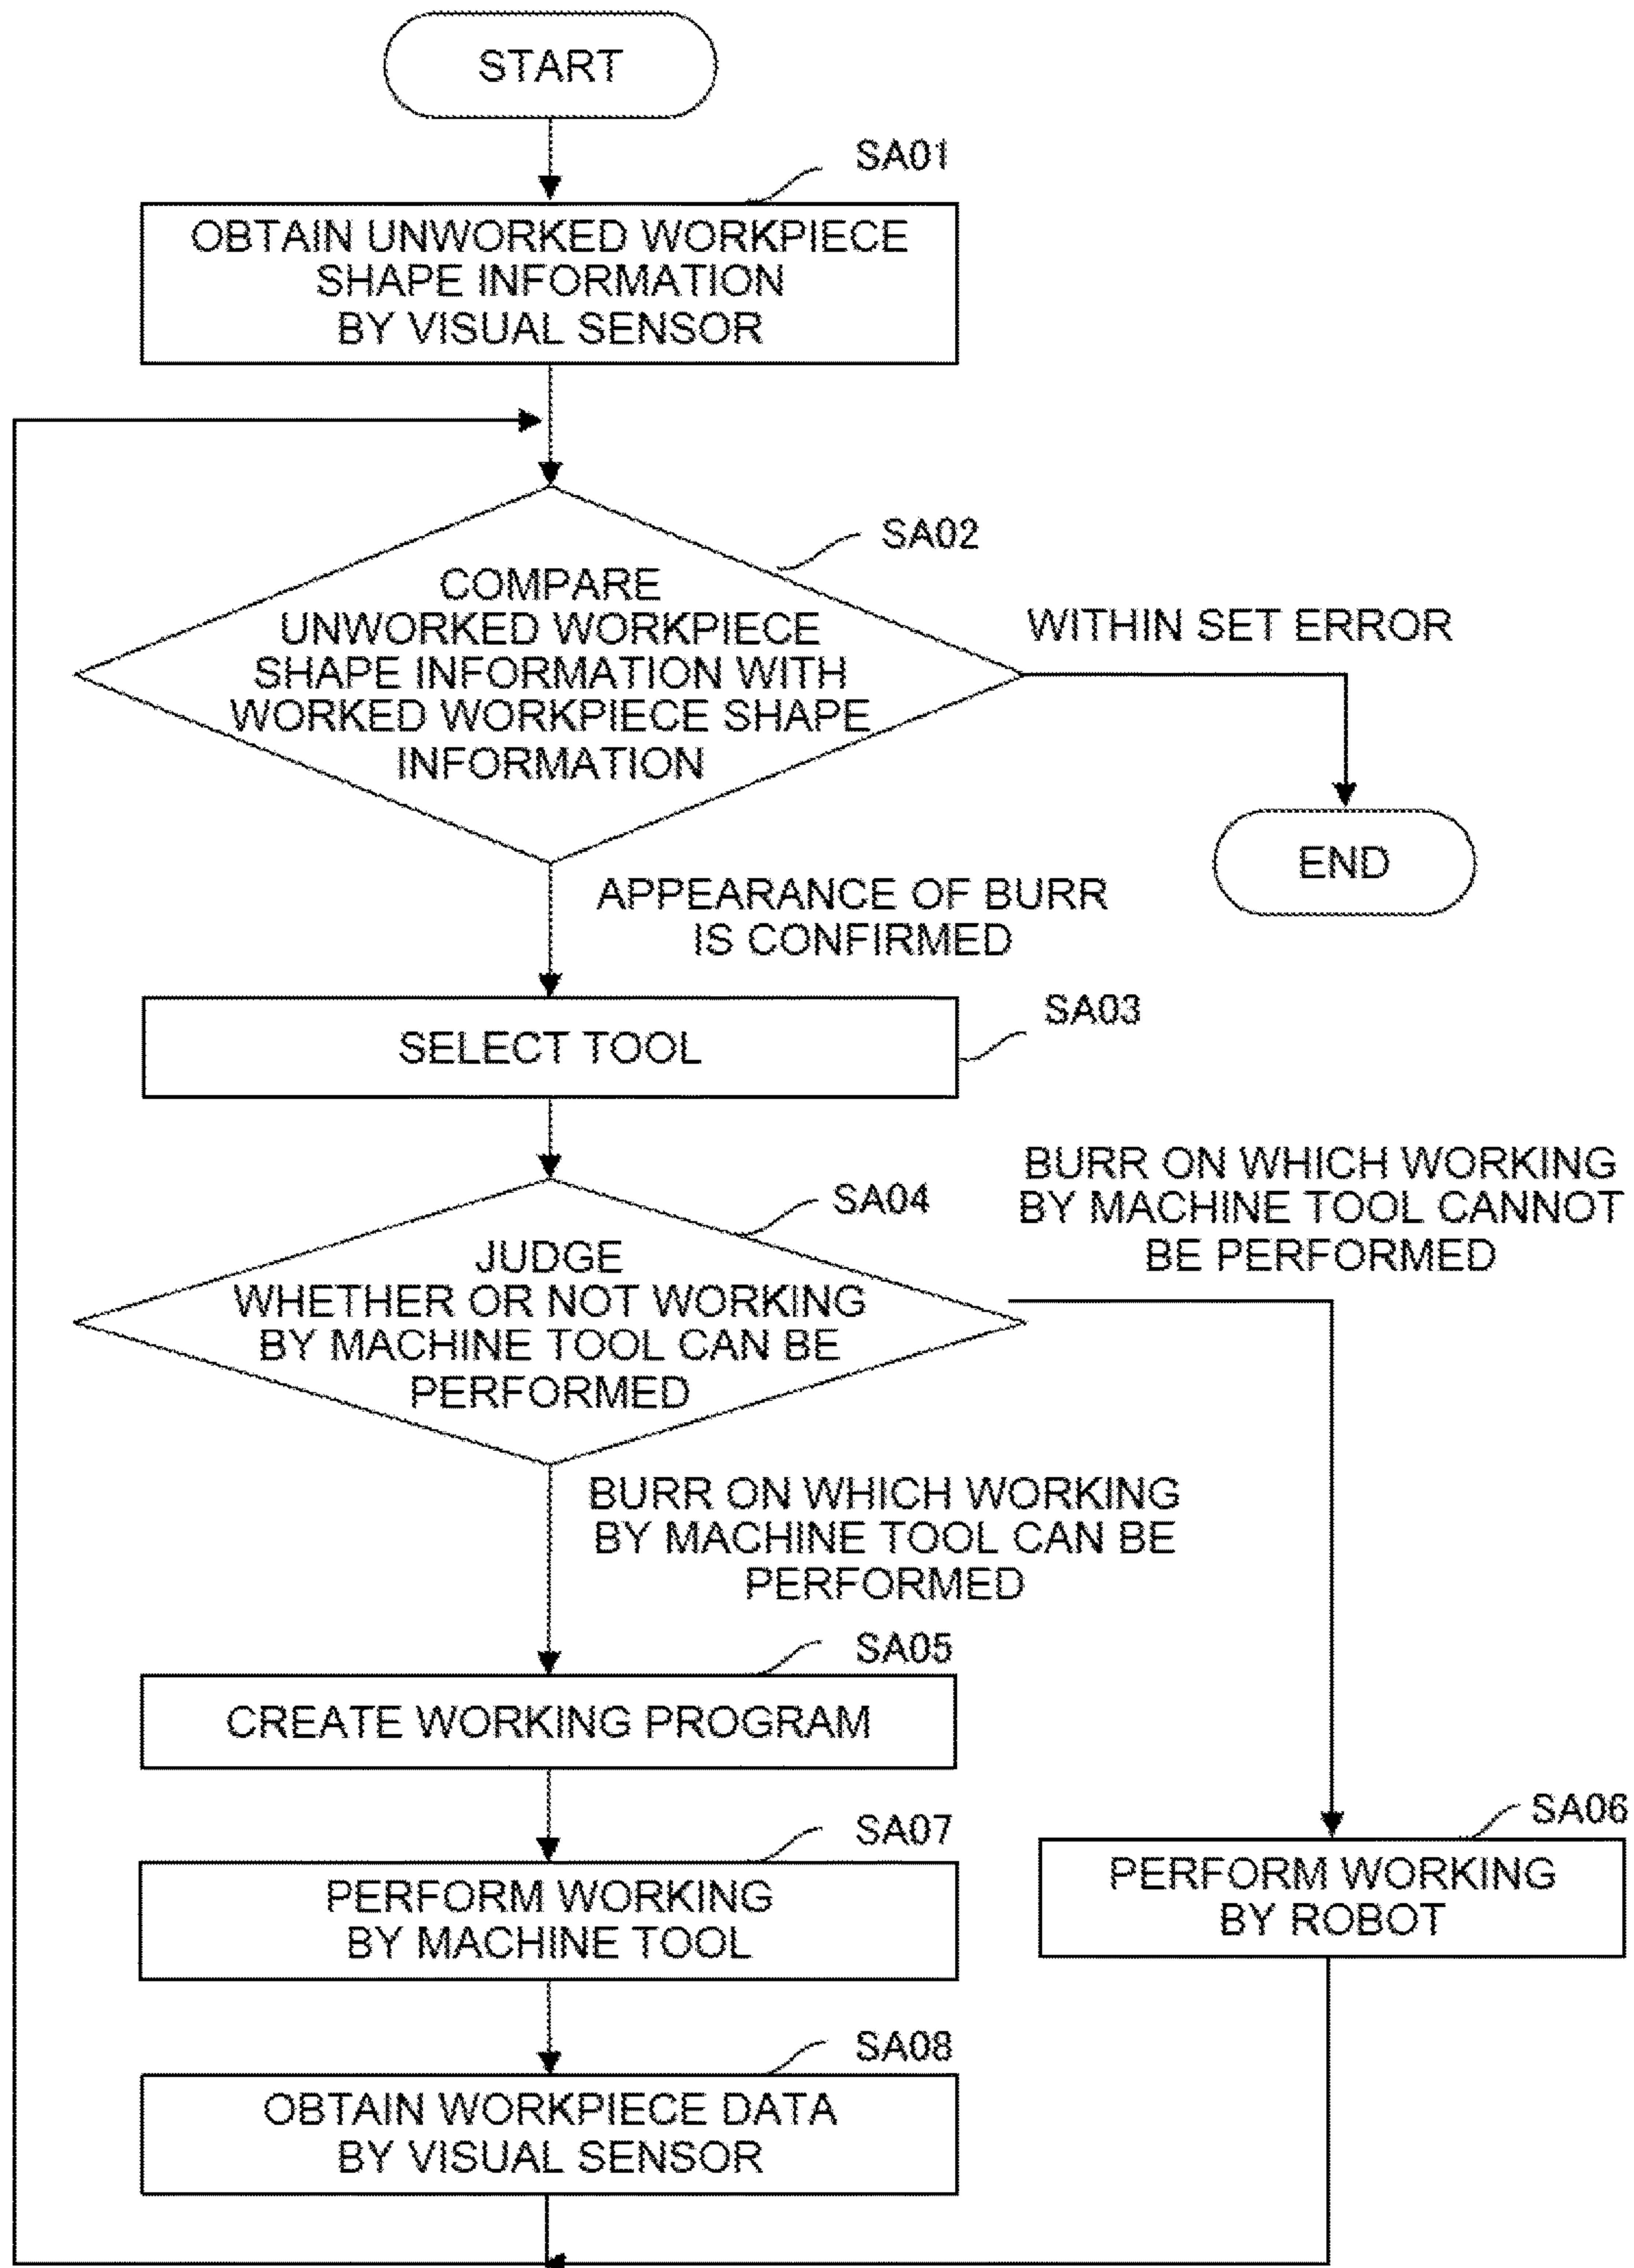 START
SA01
OBTAIN UNWORKED WORKPIECE
SHAPE INFORMATION
BY VISUAL SENSOR
SA02
COMPARE
UNWORKED WORKPIECE
SHAPE INFORMATION WITH
WORKED WORKPIECE SHAPE
INFORMATION
WITHIN SET ERROR
END
APPEARANCE OF BURR
IS CONFIRMED
SA03
SELECT TOOL
SA04
JUDGE
WHETHER OR NOT WORKING
BY MACHINE TOOL CAN BE
PERFORMED
BURR ON WHICH WORKING
BY MACHINE TOOL CANNOT
BE PERFORMED
BURR ON WHICH WORKING
BY MACHINE TOOL CAN BE
PERFORMED
SA05
CREATE WORKING PROGRAM
SA06
PERFORM WORKING
BY ROBOT
SA07
PERFORM WORKING
BY MACHINE TOOL
SA08
OBTAIN WORKPIECE DATA
BY VISUAL SENSOR